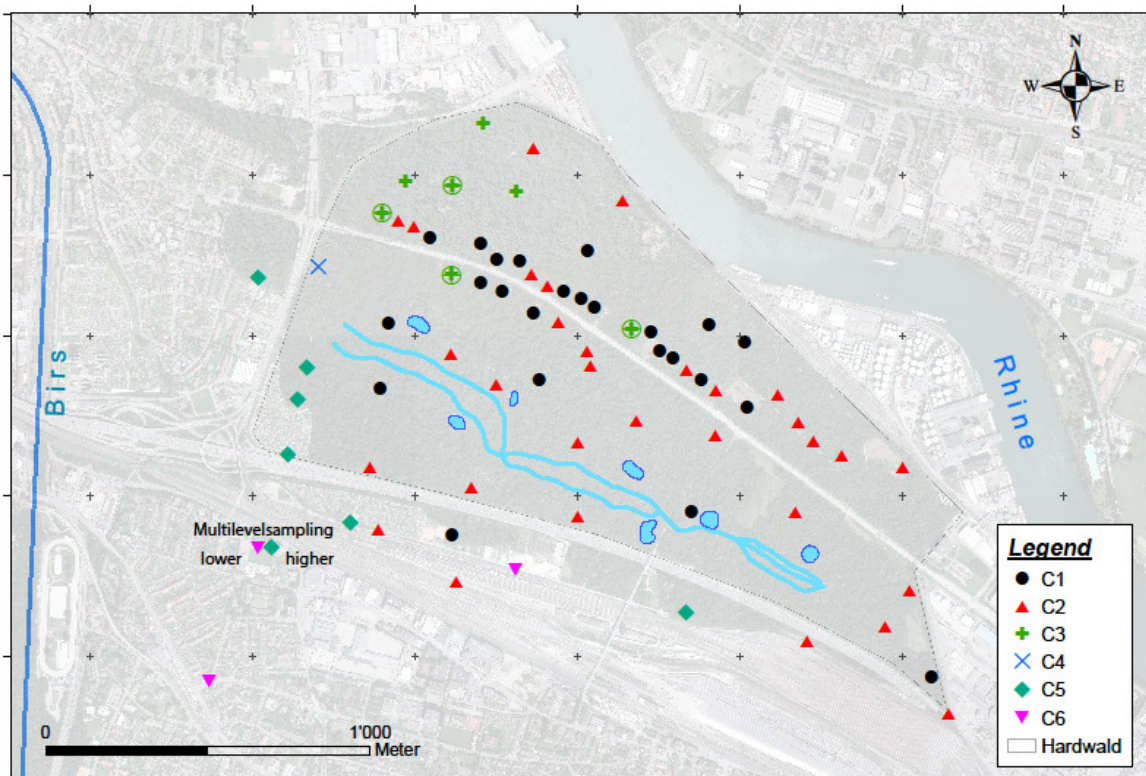 N
W E
S
Birs
Rhine
Multilevelsampling
lower higher
0 1'000
Meter
Legend
C1
C2
C3
C4
C5
C6
Hardwald